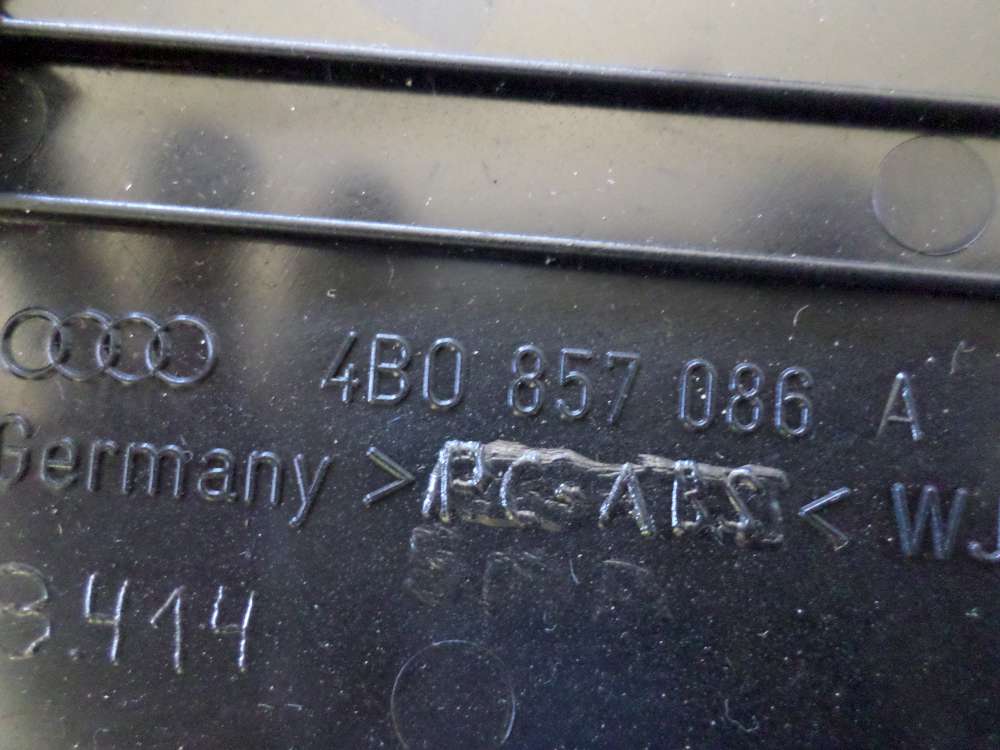 4B0 857 086 A
Germany >PC-ABS< WJ
3.414